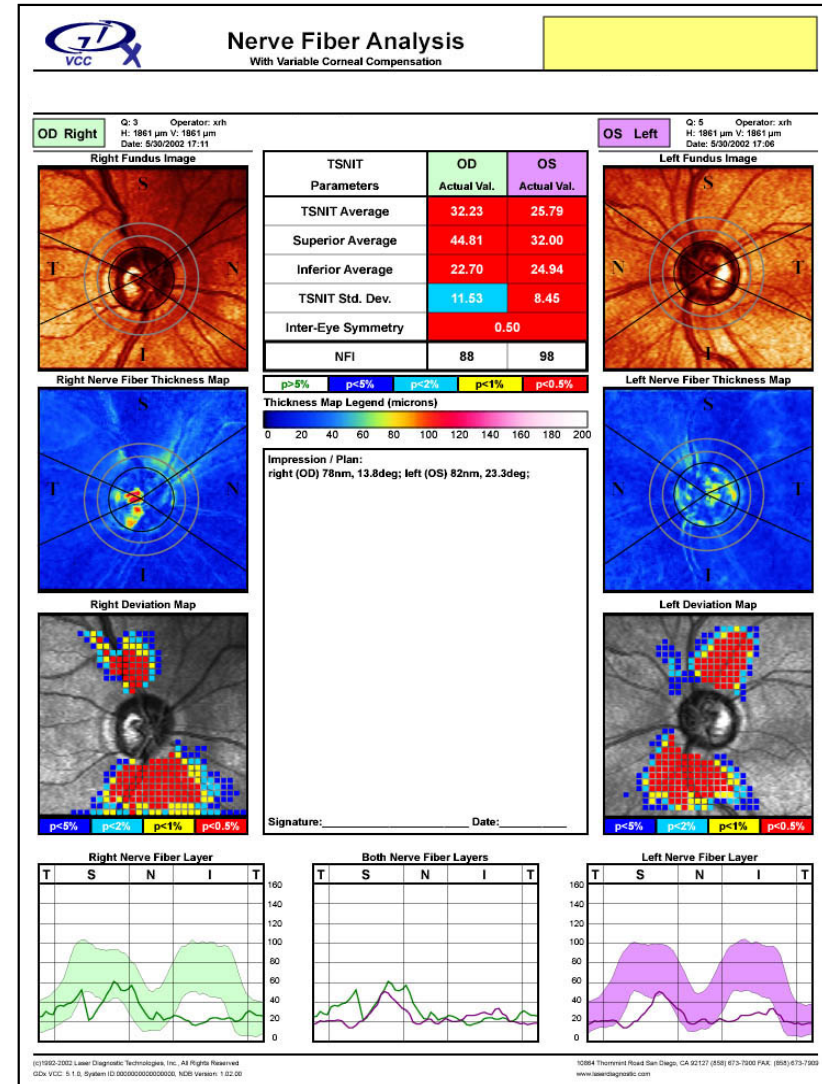 GDx
VCC
Nerve Fiber Analysis
With Variable Corneal Compensation
OD Right
Q: 3 Operator: xrh
H: 1861 µm V: 1861 µm
Date: 5/30/2002 17:11
OS Left
Q: 5 Operator: xrh
H: 1861 µm V: 1861 µm
Date: 5/30/2002 17:06
Right Fundus Image
S
T N
I
TSNIT Parameters OD Actual Val. OS Actual Val.
TSNIT Average 32.23 25.79
Superior Average 44.81 32.00
Inferior Average 22.70 24.94
TSNIT Std. Dev. 11.53 8.45
Inter-Eye Symmetry 0.50
NFI 88 98
p>5% p<5% p<2% p<1% p<0.5%
Thickness Map Legend (microns)
0 20 40 60 80 100 120 140 160 180 200
Left Fundus Image
S
N T
I
Right Nerve Fiber Thickness Map
S
T N
I
Impression / Plan:
right (OD) 78nm, 13.8deg; left (OS) 82nm, 23.3deg;
Signature: Date:
Left Nerve Fiber Thickness Map
S
N T
I
Right Deviation Map
p<5% p<2% p<1% p<0.5%
Left Deviation Map
p<5% p<2% p<1% p<0.5%
Right Nerve Fiber Layer
T S N I T
160
140
120
100
80
60
40
20
0
Both Nerve Fiber Layers
T S N I T
Left Nerve Fiber Layer
160
140
120
100
80
60
40
20
0
T S N I T
(c)1992-2002 Laser Diagnostic Technologies, Inc., All Rights Reserved
GDx VCC: 5.1.0, System ID:0000000000000000, NDB Version: 1.02.00
10864 Thornmint Road San Diego, CA 92127 (858) 673-7900 FAX: (858) 673-7909
www.laserdiagnostic.com